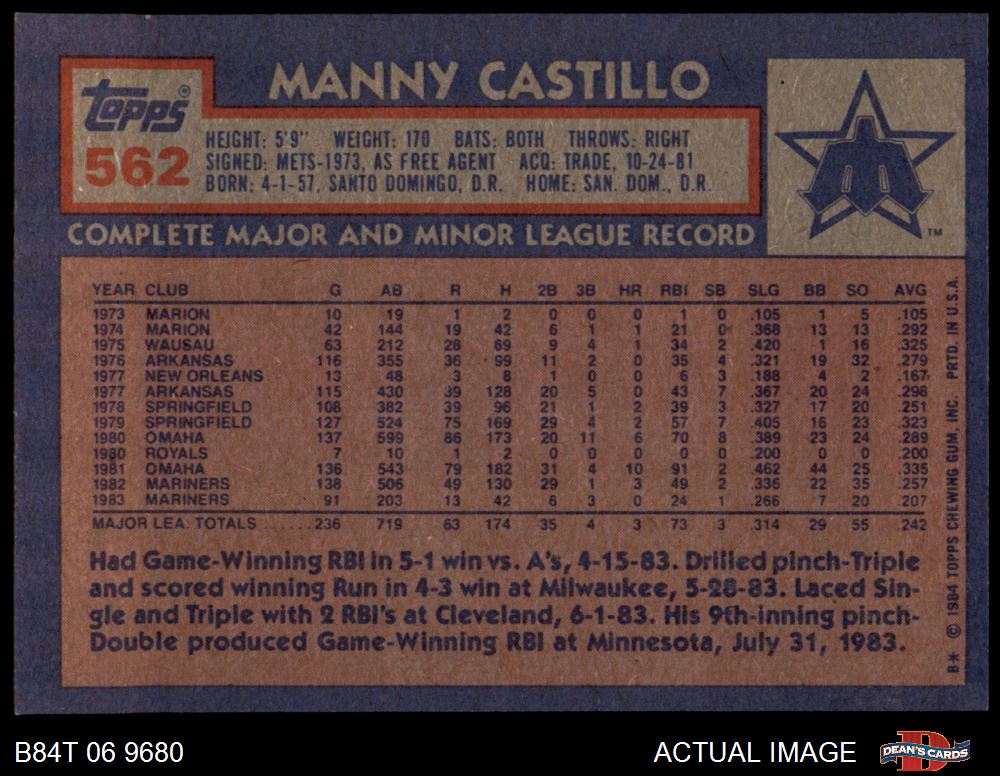 MANNY CASTILLO
Topps®
562
HEIGHT: 5'9" WEIGHT: 170 BATS: BOTH THROWS: RIGHT
SIGNED: METS-1973, AS FREE AGENT ACQ: TRADE, 10-24-81
BORN: 4-1-57, SANTO DOMINGO, D.R. HOME: SAN. DOM., D.R.
TM
COMPLETE MAJOR AND MINOR LEAGUE RECORD
YEAR CLUB G AB R H 2B 3B HR RBI SB SLG BB SO AVG
1973 MARION 10 19 1 2 0 0 0 1 0 .105 1 5 .105
1974 MARION 42 144 19 42 6 1 1 21 0 .368 13 13 .292
1975 WAUSAU 63 212 28 69 9 4 1 34 2 .420 1 16 .325
1976 ARKANSAS 116 355 36 99 11 2 0 35 4 .321 19 32 .279
1977 NEW ORLEANS 13 48 3 8 1 0 0 6 3 .188 4 2 .167
1977 ARKANSAS 115 430 39 128 20 5 0 43 7 .367 20 24 .298
1978 SPRINGFIELD 108 382 39 96 21 1 2 39 3 .327 17 20 .251
1979 SPRINGFIELD 127 524 75 169 29 4 2 57 7 .405 16 23 .323
1980 OMAHA 137 599 86 173 20 11 6 70 8 .389 23 24 .289
1980 ROYALS 7 10 1 2 0 0 0 0 0 .200 0 0 .200
1981 OMAHA 136 543 79 182 31 4 10 91 2 .462 44 25 .335
1982 MARINERS 138 506 49 130 29 1 3 49 2 .336 22 35 .257
1983 MARINERS 91 203 13 42 6 3 0 24 1 .266 7 20 .207
MAJOR LEA. TOTALS ...... 236 719 63 174 35 4 3 73 3 .314 29 55 .242
Had Game-Winning RBI in 5-1 win vs. A's, 4-15-83. Drilled pinch-Triple
and scored winning Run in 4-3 win at Milwaukee, 5-28-83. Laced Sin-
gle and Triple with 2 RBI's at Cleveland, 6-1-83. His 9th-inning pinch-
Double produced Game-Winning RBI at Minnesota, July 31, 1983.
B* © 1984 TOPPS CHEWING GUM, INC. PRTD. IN U.S.A.
B84T 06 9680
ACTUAL IMAGE
DEAN'S CARDS